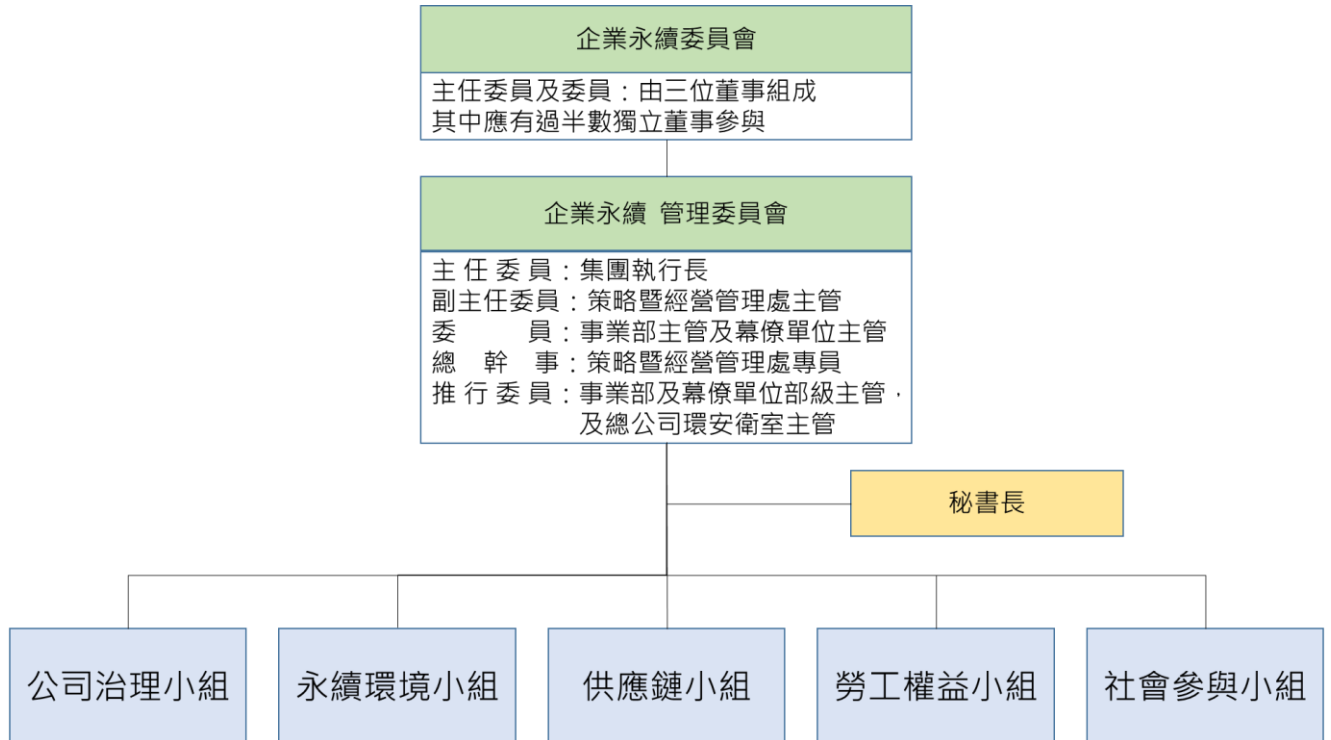 企業永續委員會
主任委員及委員：由三位董事組成
其中應有過半數獨立董事參與
企業永續 管理委員會
主 任 委 員：集團執行長
副主任委員：策略暨經營管理處主管
委　　　員：事業部主管及幕僚單位主管
總　幹　事：策略暨經營管理處專員
推 行 委 員：事業部及幕僚單位部級主管，
及總公司環安衛室主管
秘書長
公司治理小組
永續環境小組
供應鏈小組
勞工權益小組
社會參與小組